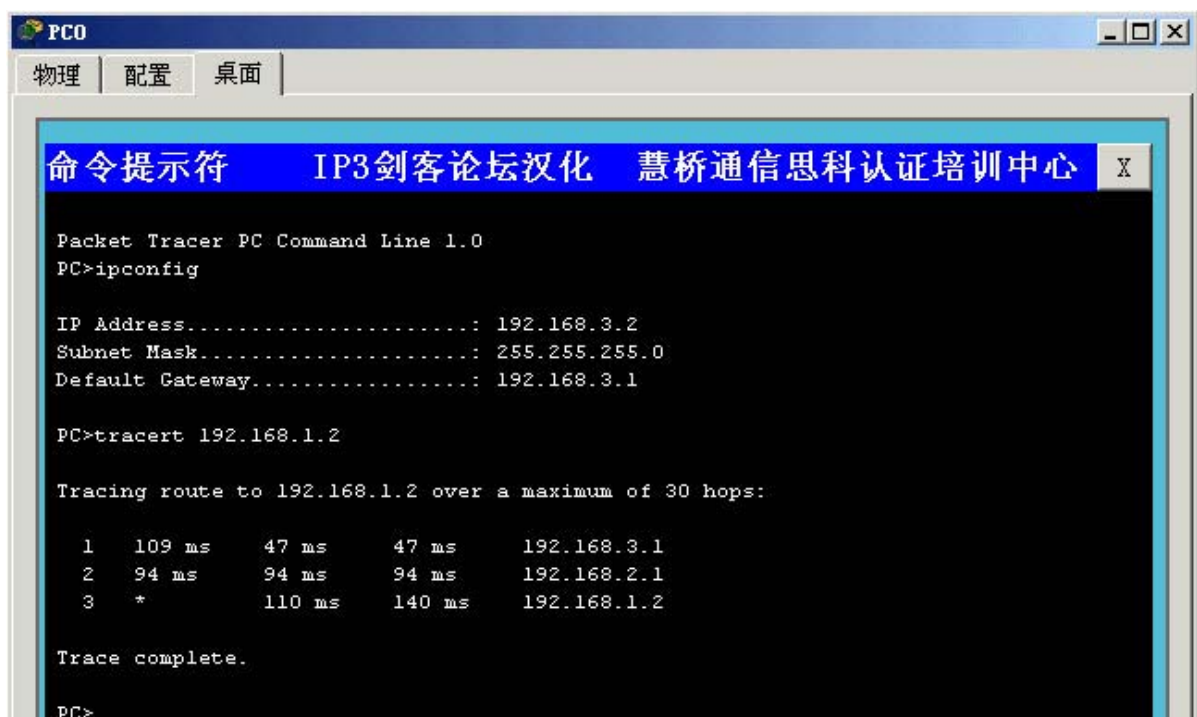 PC0
物理 配置 桌面
命令提示符 IP3剑客论坛汉化 慧桥通信思科认证培训中心 X
Packet Tracer PC Command Line 1.0
PC>ipconfig
IP Address......................: 192.168.3.2
Subnet Mask.....................: 255.255.255.0
Default Gateway.................: 192.168.3.1
PC>tracert 192.168.1.2
Tracing route to 192.168.1.2 over a maximum of 30 hops:
1 109 ms 47 ms 47 ms 192.168.3.1
2 94 ms 94 ms 94 ms 192.168.2.1
3 * 110 ms 140 ms 192.168.1.2
Trace complete.
PC>